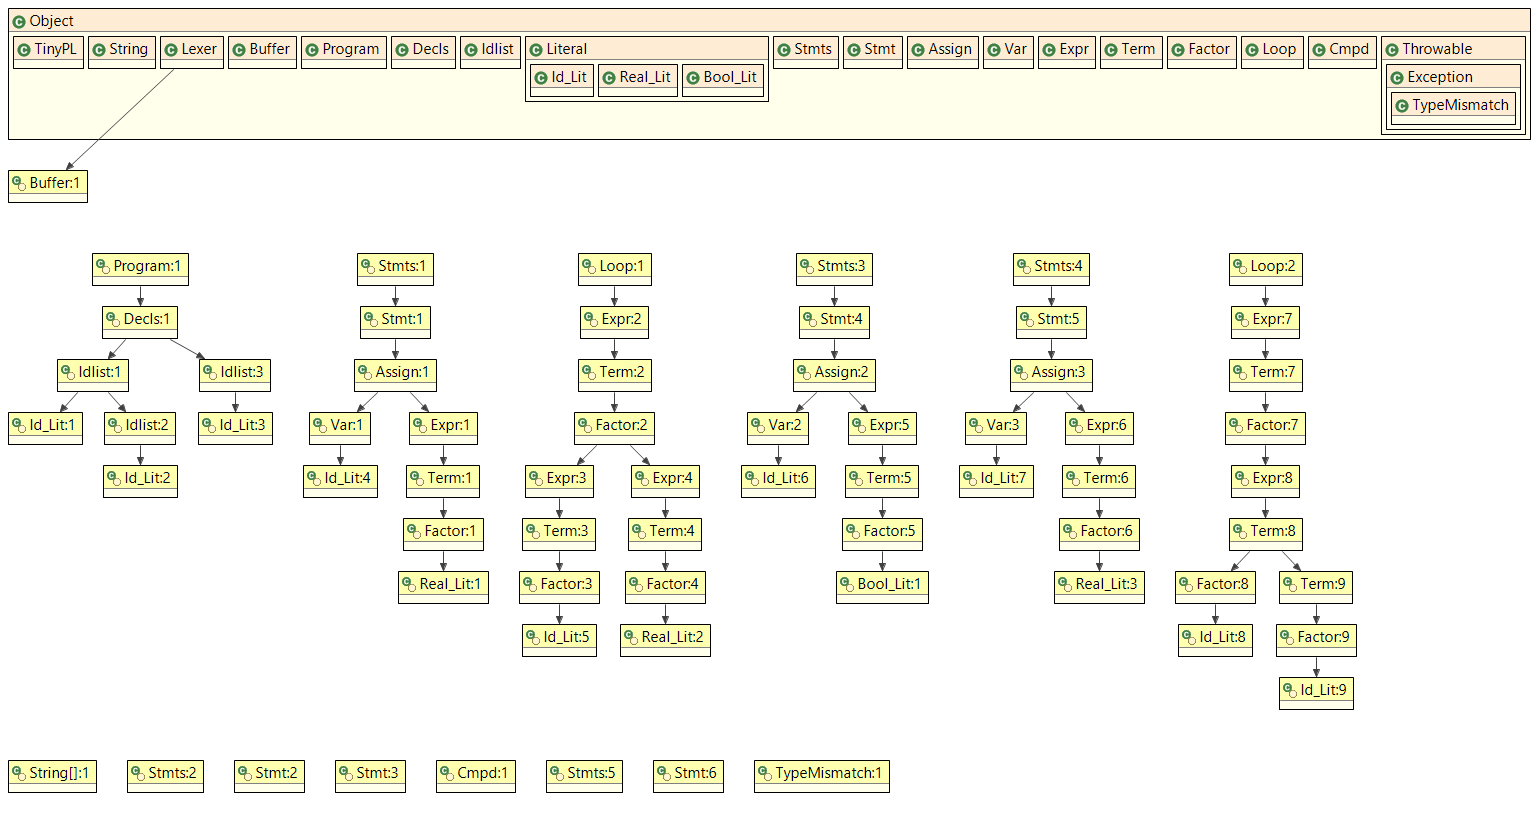 Object
TinyPL String Lexer Buffer Program Decls Idlist Literal Stmts Stmt Assign Var Expr Term Factor Loop Cmpd Throwable
Id_Lit Real_Lit Bool_Lit Exception
TypeMismatch
Buffer:1
Program:1 Stmts:1 Loop:1 Stmts:3 Stmts:4 Loop:2
Decls:1 Stmt:1 Expr:2 Stmt:4 Stmt:5 Expr:7
Idlist:1 Idlist:3 Assign:1 Term:2 Assign:2 Assign:3 Term:7
Id_Lit:1 Idlist:2 Id_Lit:3 Var:1 Expr:1 Factor:2 Var:2 Expr:5 Var:3 Expr:6 Factor:7
Id_Lit:2 Id_Lit:4 Term:1 Expr:3 Expr:4 Id_Lit:6 Term:5 Id_Lit:7 Term:6 Expr:8
Factor:1 Term:3 Term:4 Factor:5 Factor:6 Term:8
Real_Lit:1 Factor:3 Factor:4 Bool_Lit:1 Real_Lit:3 Factor:8 Term:9
Id_Lit:5 Real_Lit:2 Id_Lit:8 Factor:9
Id_Lit:9
String[]:1 Stmts:2 Stmt:2 Stmt:3 Cmpd:1 Stmts:5 Stmt:6 TypeMismatch:1